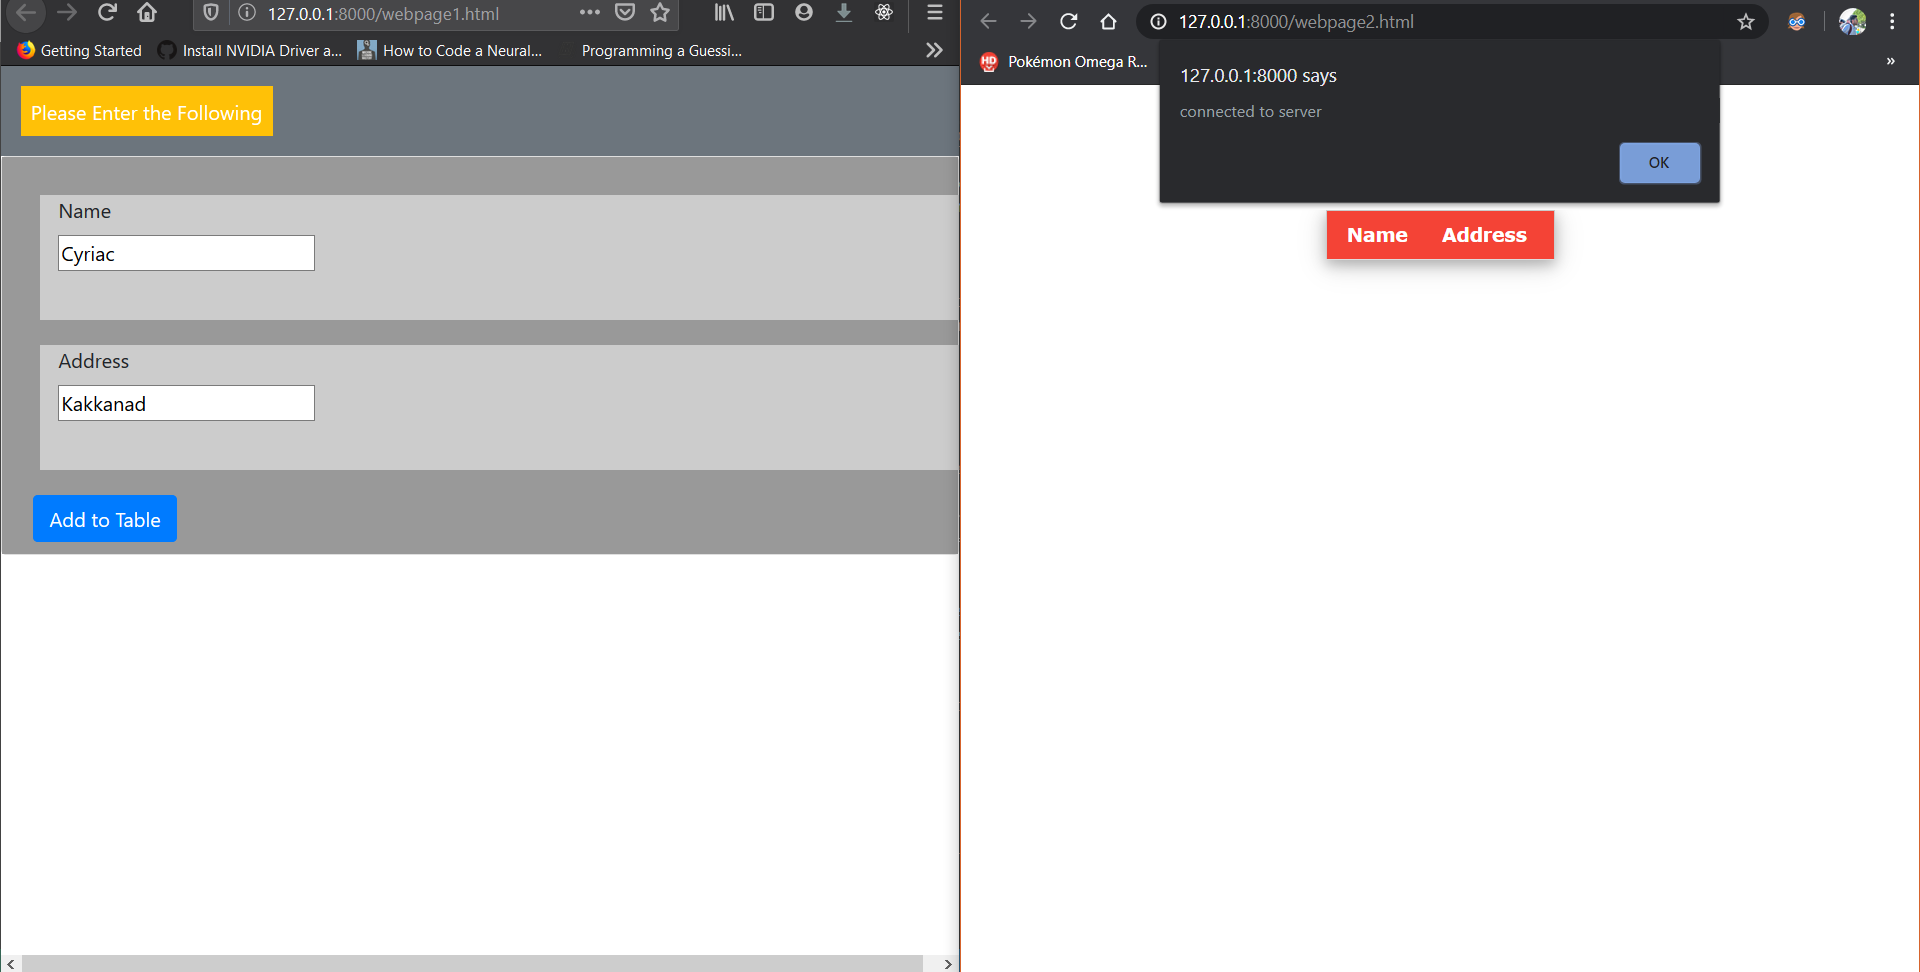 127.0.0.1:8000/webpage1.html
Getting Started
Install NVIDIA Driver a...
How to Code a Neural...
Programming a Guessi...
Please Enter the Following
Name
Cyriac
Address
Kakkanad
Add to Table
127.0.0.1:8000/webpage2.html
HD
Pokémon Omega R...
127.0.0.1:8000 says
connected to server
OK
Name Address